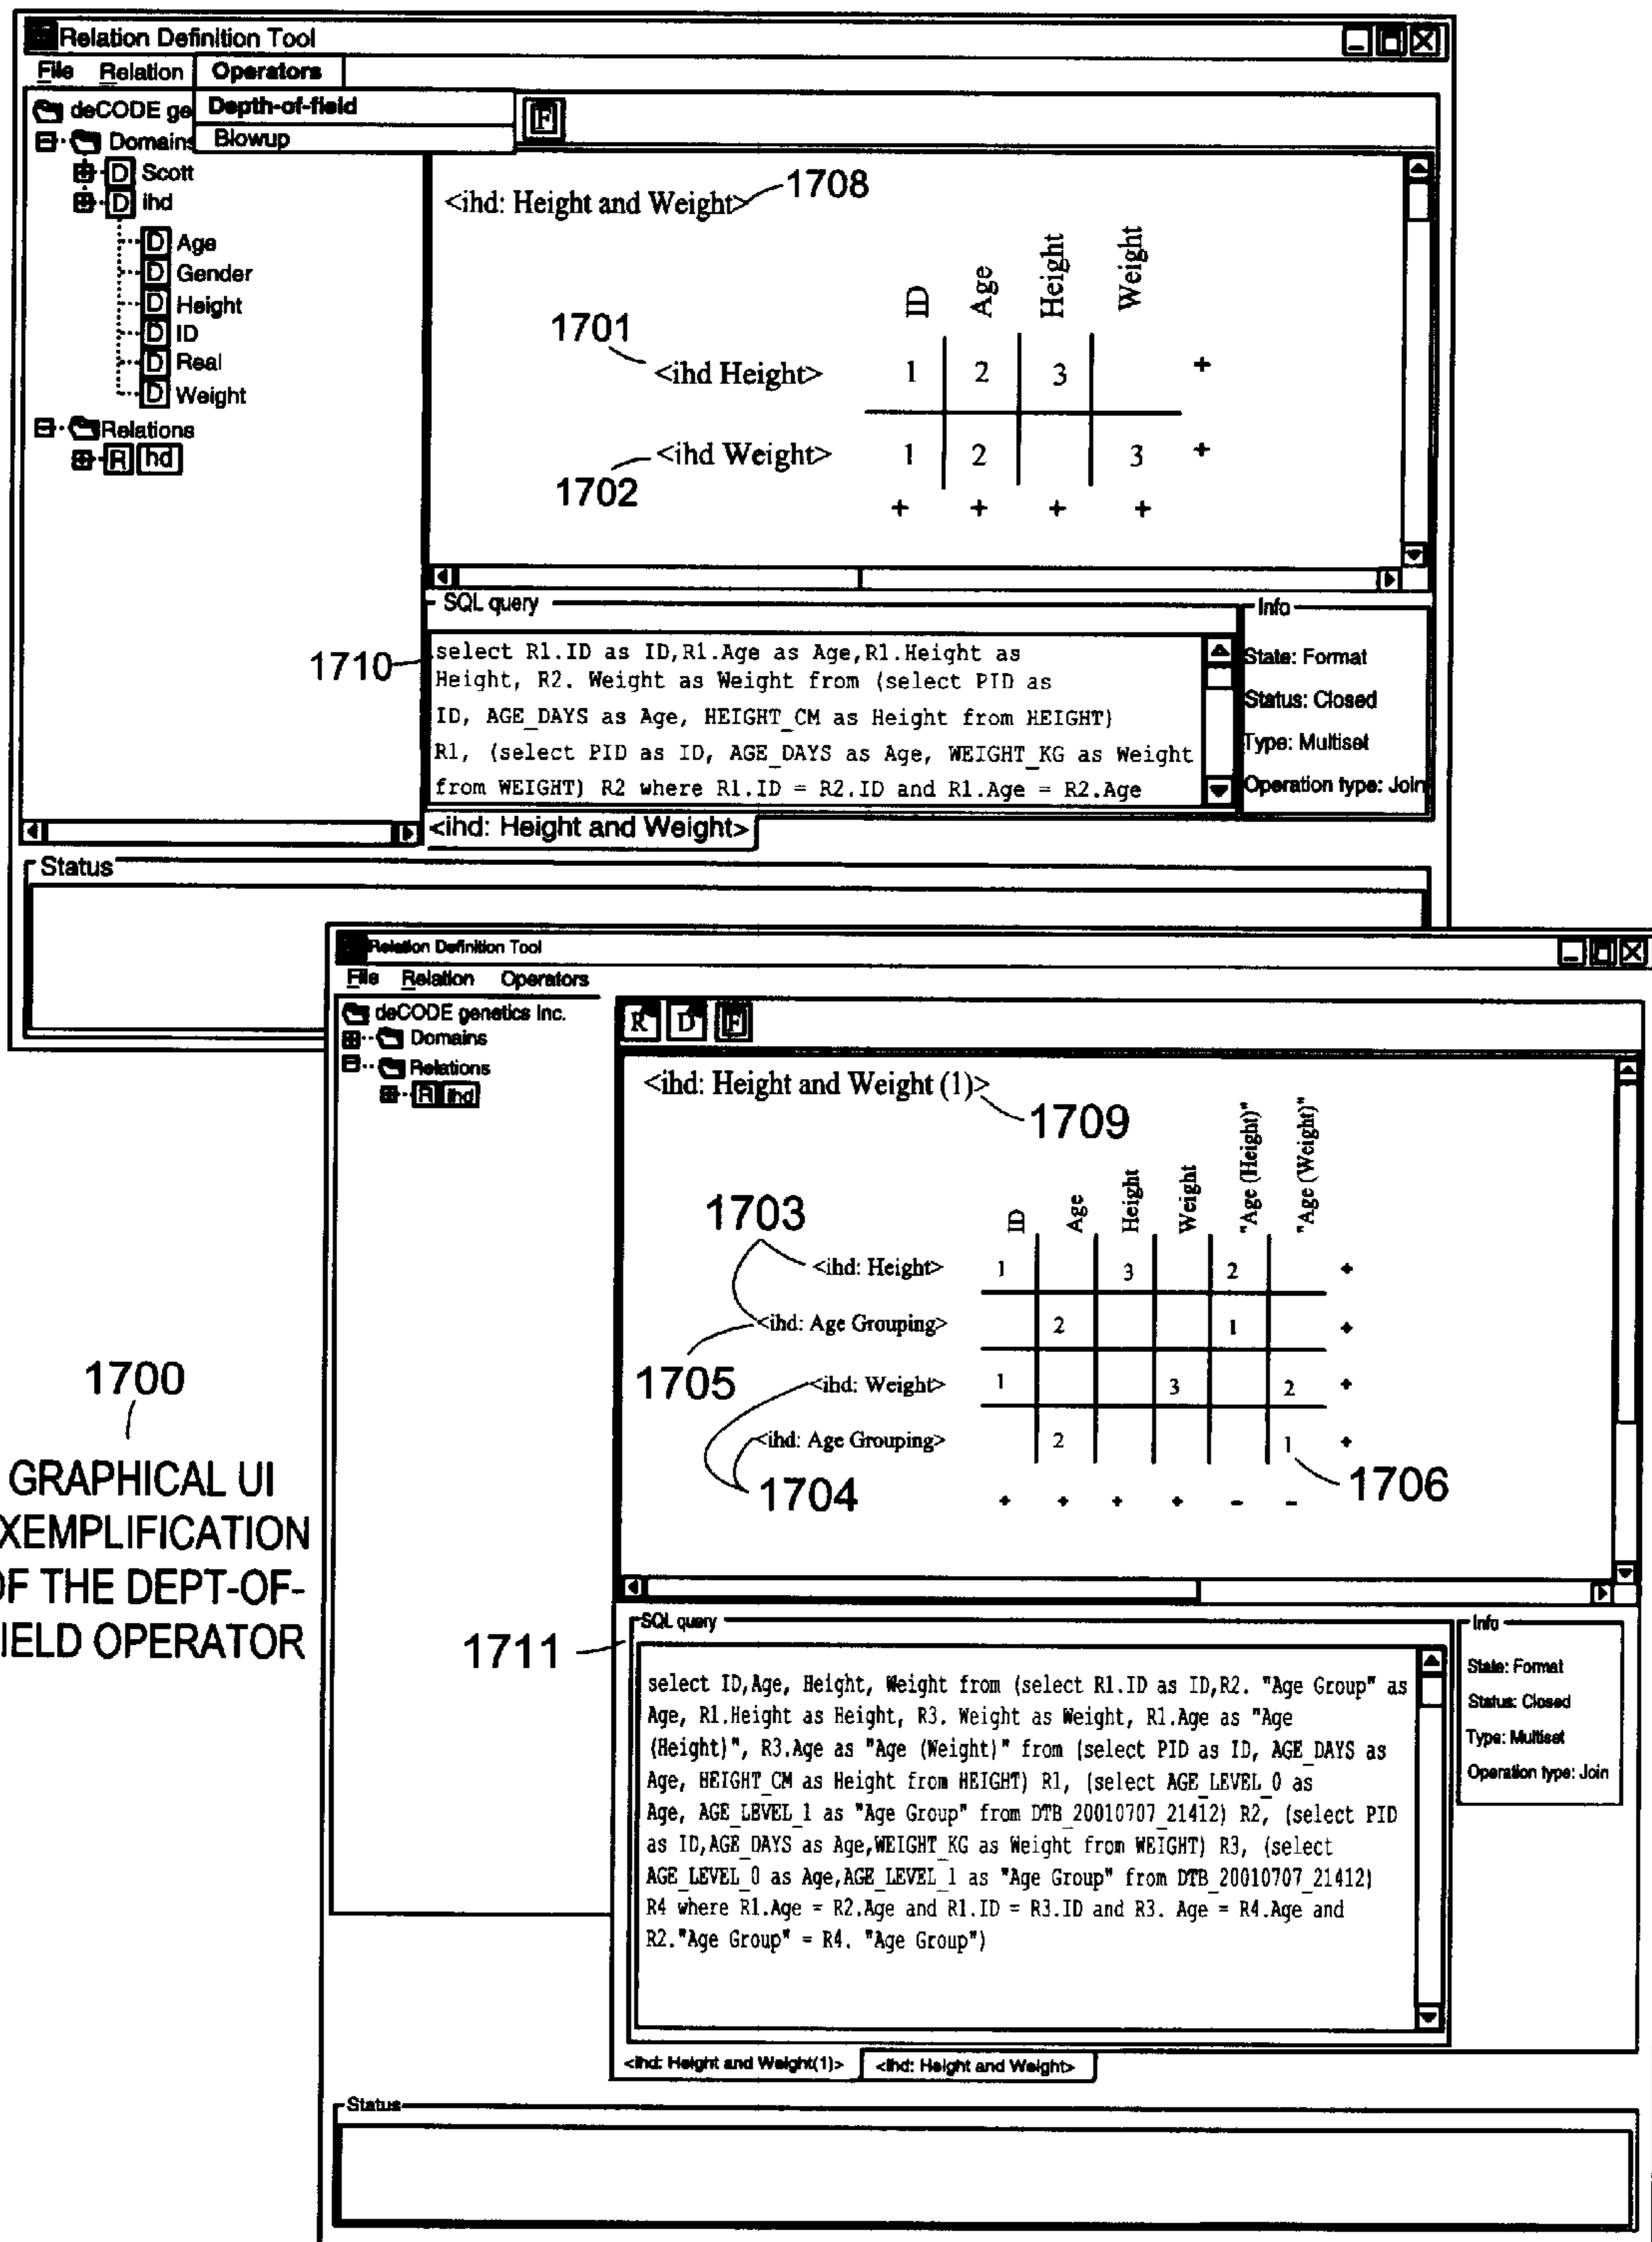 Relation Definition Tool
File Relation Operators
deCODE ge Depth-of-field
F
Domains Blowup
D Scott
D ihd
D Age
D Gender
D Height
D ID
D Real
D Weight
Relations
R hd
<ihd: Height and Weight> 1708
ID Age Height Weight
1701
<ihd Height> 1 2 3 +
<ihd Weight> 1 2 3 +
1702
+ + + +
SQL query
1710
select R1.ID as ID,R1.Age as Age,R1.Height as
Height, R2. Weight as Weight from (select PID as
ID, AGE_DAYS as Age, HEIGHT_CM as Height from HEIGHT)
R1, (select PID as ID, AGE_DAYS as Age, WEIGHT_KG as Weight
from WEIGHT) R2 where R1.ID = R2.ID and R1.Age = R2.Age
Info
State: Format
Status: Closed
Type: Multiset
Operation type: Join
<ihd: Height and Weight>
Status
Relation Definition Tool
File Relation Operators
deCODE genetics Inc.
Domains
Relations
R ihd
R D F
<ihd: Height and Weight (1)>
1709
ID Age Height Weight "Age (Height)" "Age (Weight)"
1703
<ihd: Height> 1 3 2 +
<ihd: Age Grouping> 2 1 +
1705
<ihd: Weight> 1 3 2 +
<ihd: Age Grouping> 2 1 +
1704
1706
+ + + + - -
1700
GRAPHICAL UI
XEMPLIFICATION
OF THE DEPT-OF-
IELD OPERATOR
1711
SQL query
select ID,Age, Height, Weight from (select R1.ID as ID,R2. "Age Group" as
Age, R1.Height as Height, R3. Weight as Weight, R1.Age as "Age
(Height)", R3.Age as "Age (Weight)" from (select PID as ID, AGE_DAYS as
Age, HEIGHT_CM as Height from HEIGHT) R1, (select AGE_LEVEL_0 as
Age, AGE_LEVEL_1 as "Age Group" from DTB_20010707_21412) R2, (select PID
as ID,AGE_DAYS as Age,WEIGHT_KG as Weight from WEIGHT) R3, (select
AGE_LEVEL_0 as Age,AGE_LEVEL_1 as "Age Group" from DTB_20010707_21412)
R4 where R1.Age = R2.Age and R1.ID = R3.ID and R3. Age = R4.Age and
R2."Age Group" = R4. "Age Group")
Info
State: Format
Status: Closed
Type: Multiset
Operation type: Join
<ihd: Height and Weight(1)> <ihd: Height and Weight>
Status